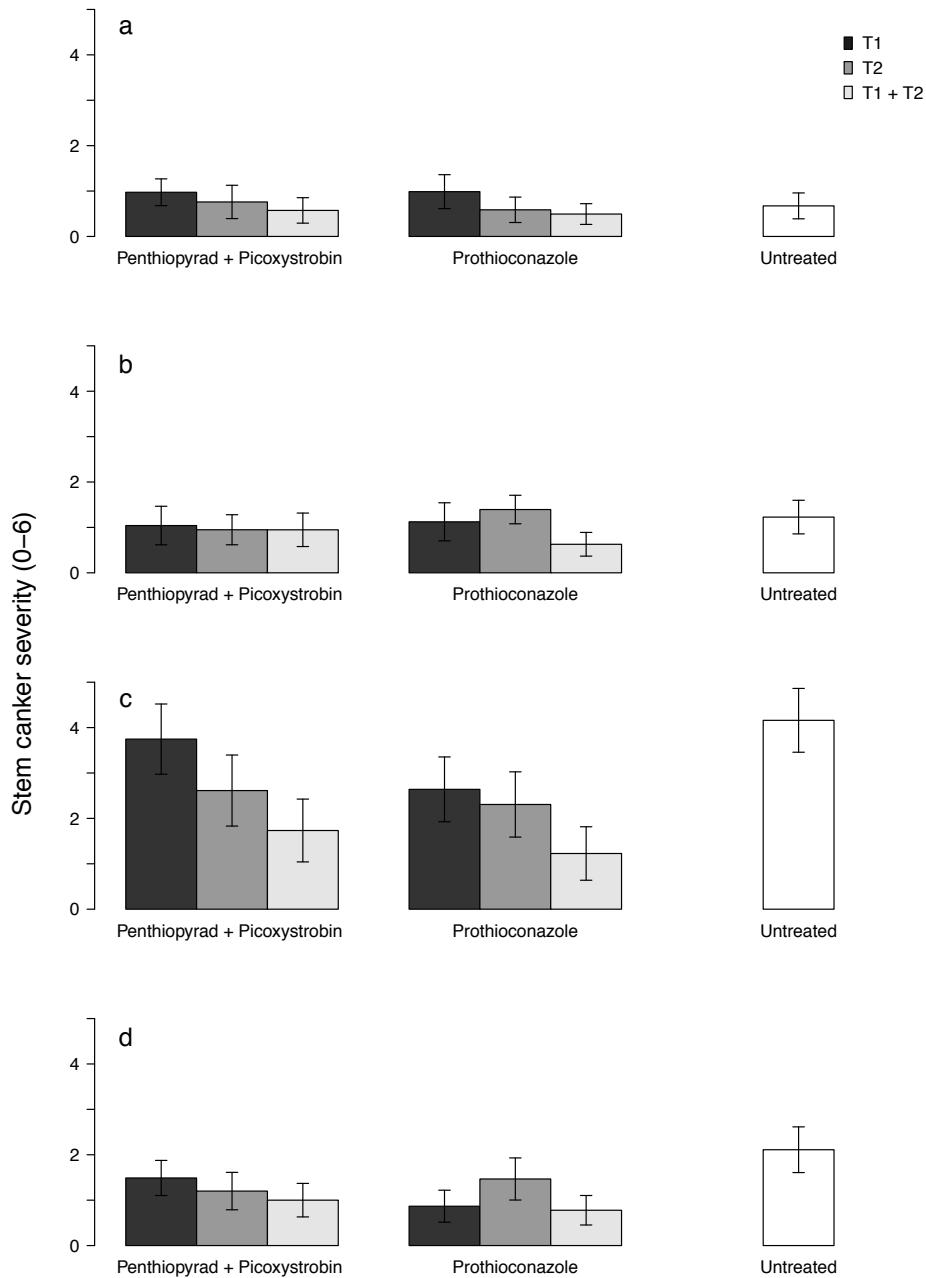 a
T1
T2
T1 + T2
4
2
0
Penthiopyrad + Picoxystrobin Prothioconazole Untreated
b
4
2
0
Penthiopyrad + Picoxystrobin Prothioconazole Untreated
Stem canker severity (0–6)
c
4
2
0
Penthiopyrad + Picoxystrobin Prothioconazole Untreated
d
4
2
0
Penthiopyrad + Picoxystrobin Prothioconazole Untreated